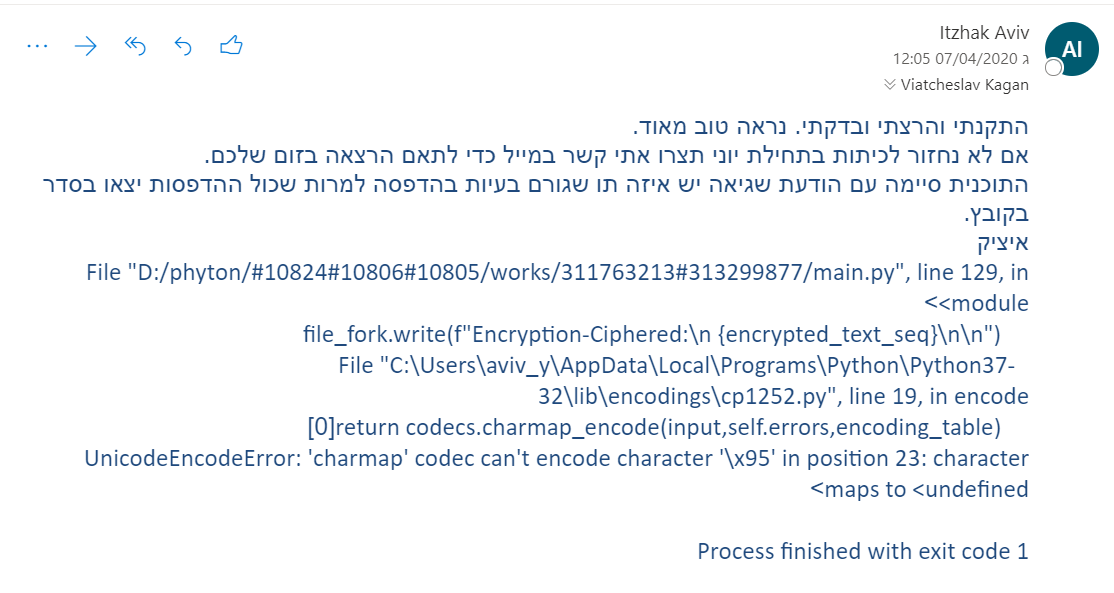 Itzhak Aviv
AI
ג 07/04/2020 12:05
Viatcheslav Kagan
התקנתי והרצתי ובדקתי. נראה טוב מאוד.
אם לא נחזור לכיתות בתחילת יוני תצרו אתי קשר במייל כדי לתאם הרצאה בזום שלכם.
התוכנית סיימה עם הודעת שגיאה יש איזה תו שגורם בעיות בהדפסה למרות שכול ההדפסות יצאו בסדר
בקובץ.
איציק
File "D:/phyton/#10824#10806#10805/works/311763213#313299877/main.py", line 129, in
<<module
file_fork.write(f"Encryption-Ciphered:\n {encrypted_text_seq}\n\n")
File "C:\Users\aviv_y\AppData\Local\Programs\Python\Python37-
32\lib\encodings\cp1252.py", line 19, in encode
[0]return codecs.charmap_encode(input,self.errors,encoding_table)
UnicodeEncodeError: 'charmap' codec can't encode character '\x95' in position 23: character
<maps to <undefined
Process finished with exit code 1